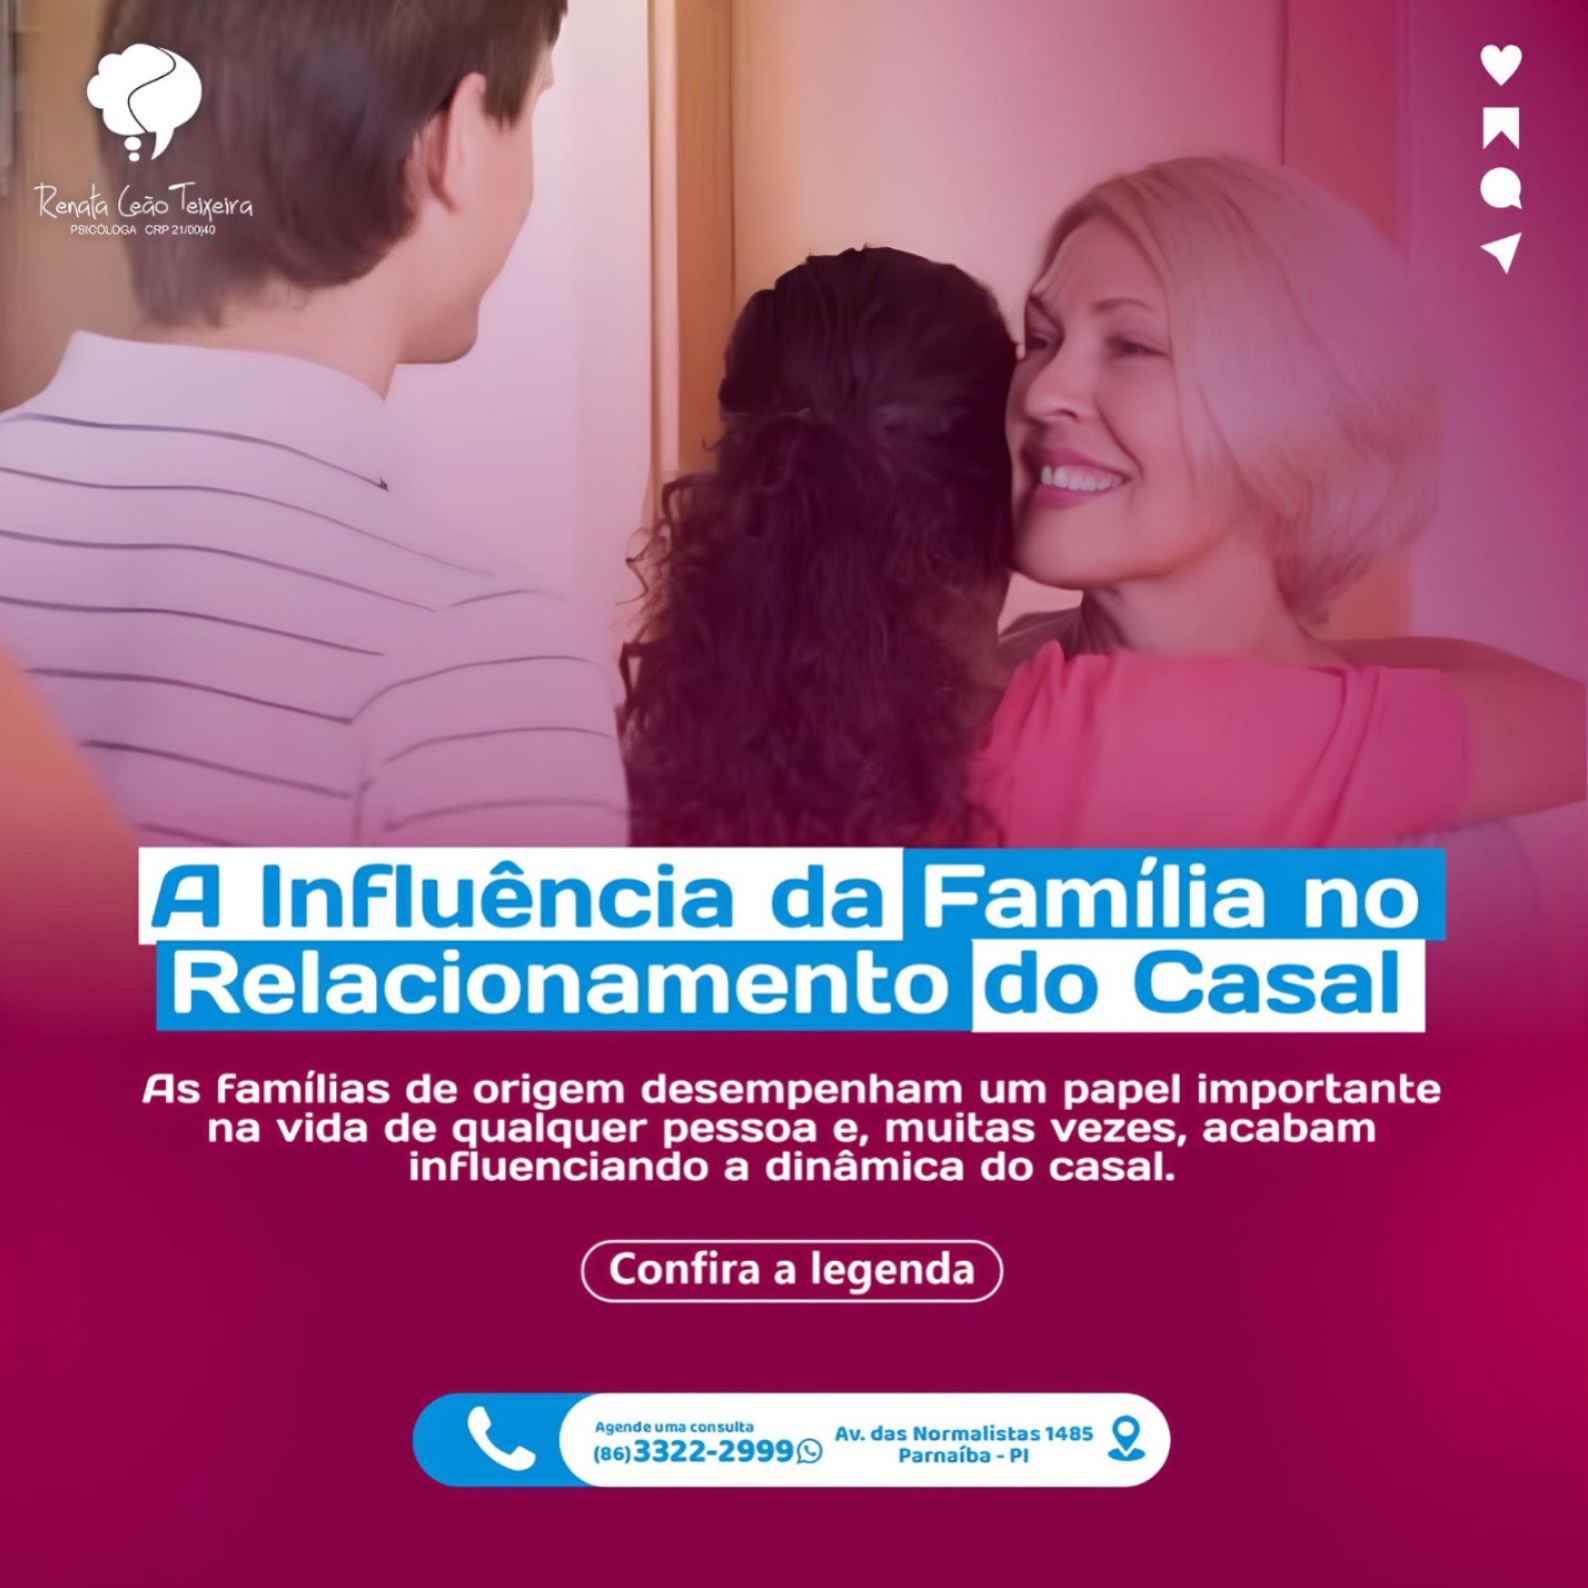 Renata Leão Teixeira
PSICÓLOGA CRP 21/00540
A Influência da Família no
Relacionamento do Casal
As famílias de origem desempenham um papel importante
na vida de qualquer pessoa e, muitas vezes, acabam
influenciando a dinâmica do casal.
Confira a legenda
Agende uma consulta
(86)3322-2999
Av. das Normalistas 1485
Parnaíba - PI